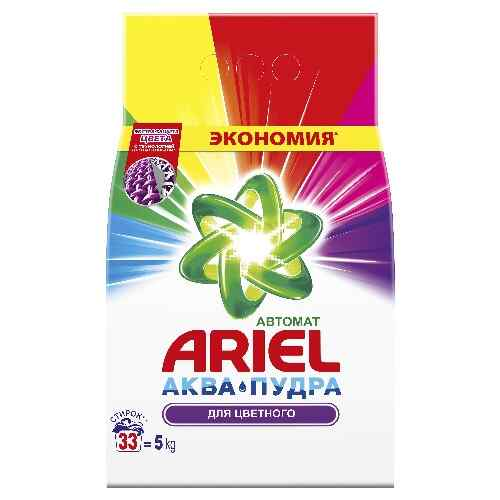 ЭКОНОМИЯ*
ЦВЕТА
АВТОМАТ
ARIEL
АКВА-ПУДРА
ДЛЯ ЦВЕТНОГО
СТИРОК**
33 = 5 kg